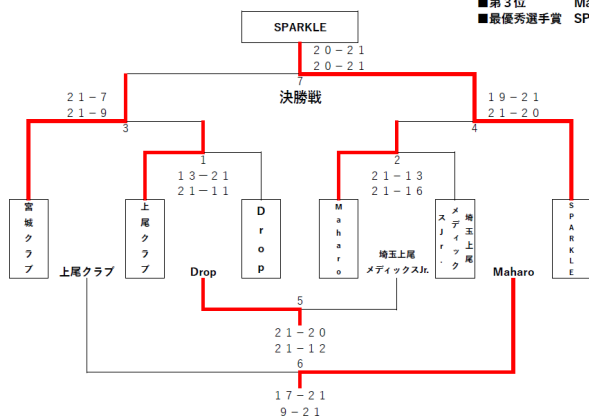 ■第３位 Ma
■最優秀選手賞 SP
SPARKLE
20－21
20－21
7
決勝戦
21－7
21－9
3
19－21
21－20
4
1
13－21
21－11
2
21－13
21－16
宮城クラブ
上尾クラブ
Drop
Maharo
埼玉上尾
メディック
スJr.
SPARKLE
上尾クラブ
Drop
埼玉上尾
メディックスJr.
Maharo
5
21－20
21－12
6
17－21
9－21